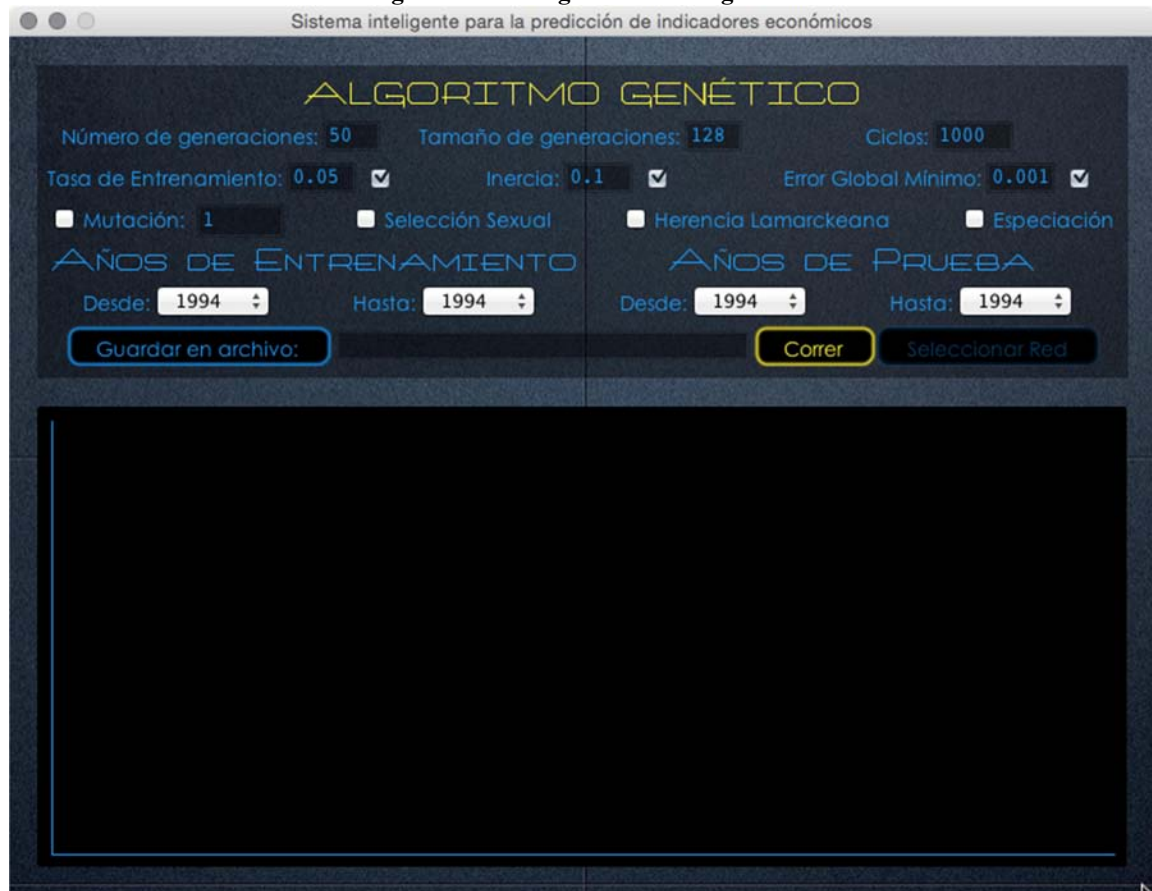 Sistema inteligente para la predicción de indicadores económicos
ALGORITMO GENÉTICO
Número de generaciones: 50 Tamaño de generaciones: 128 Ciclos: 1000
Tasa de Entrenamiento: 0.05 Inercia: 0.1 Error Global Mínimo: 0.001
Mutación: 1 Selección Sexual Herencia Lamarckeana Especiación
AÑOS DE ENTRENAMIENTO AÑOS DE PRUEBA
Desde: 1994 Hasta: 1994 Desde: 1994 Hasta: 1994
Guardar en archivo: Correr Seleccionar Red